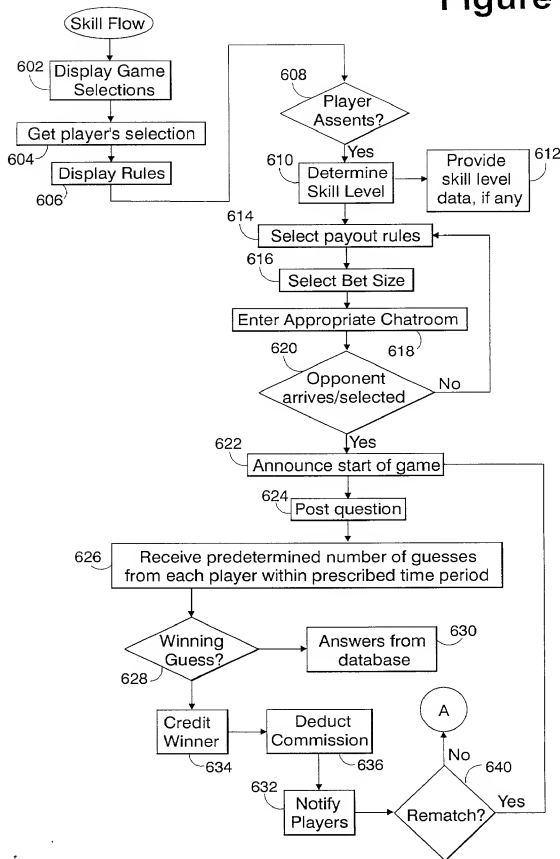 Figure
Skill Flow
602
Display Game
Selections
Get player's selection
604
Display Rules
606
608
Player
Assents?
Yes
610
Determine
Skill Level
Provide
skill level
data, if any
612
614
Select payout rules
616
Select Bet Size
Enter Appropriate Chatroom
618
620
Opponent
arrives/selected
No
Yes
622
Announce start of game
624
Post question
626
Receive predetermined number of guesses
from each player within prescribed time period
Winning
Guess?
628
Answers from
database
630
Credit
Winner
634
Deduct
Commission
636
632
Notify
Players
A
No
640
Rematch?
Yes